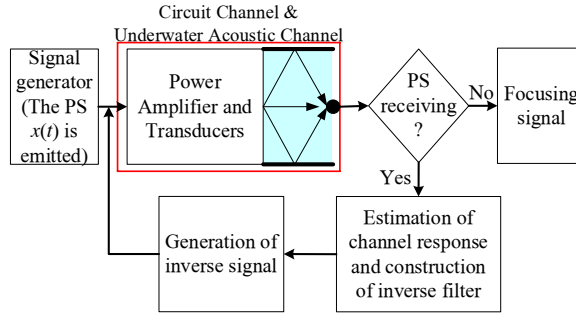 Circuit Channel &
Underwater Acoustic Channel
Signal
generator
(The PS
x(t) is
emitted)
Power
Amplifier and
Transducers
PS
receiving
?
No
Focusing
signal
Yes
Generation of
inverse signal
Estimation of
channel response
and construction
of inverse filter